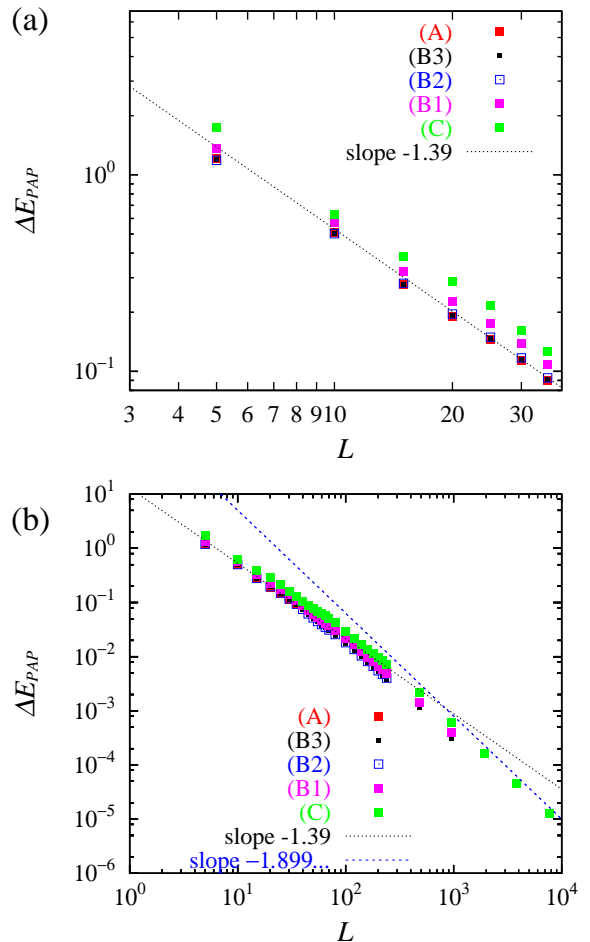 (a)
(A)
(B3)
(B2)
(B1)
(C)
slope -1.39
10^0
10^-1
ΔE_PAP
3 4 5 6 7 8 9 10 20 30
L
(b)
10^1
10^0
10^-1
10^-2
10^-3
10^-4
10^-5
10^-6
ΔE_PAP
(A)
(B3)
(B2)
(B1)
(C)
slope -1.39
slope −1.899...
10^0 10^1 10^2 10^3 10^4
L